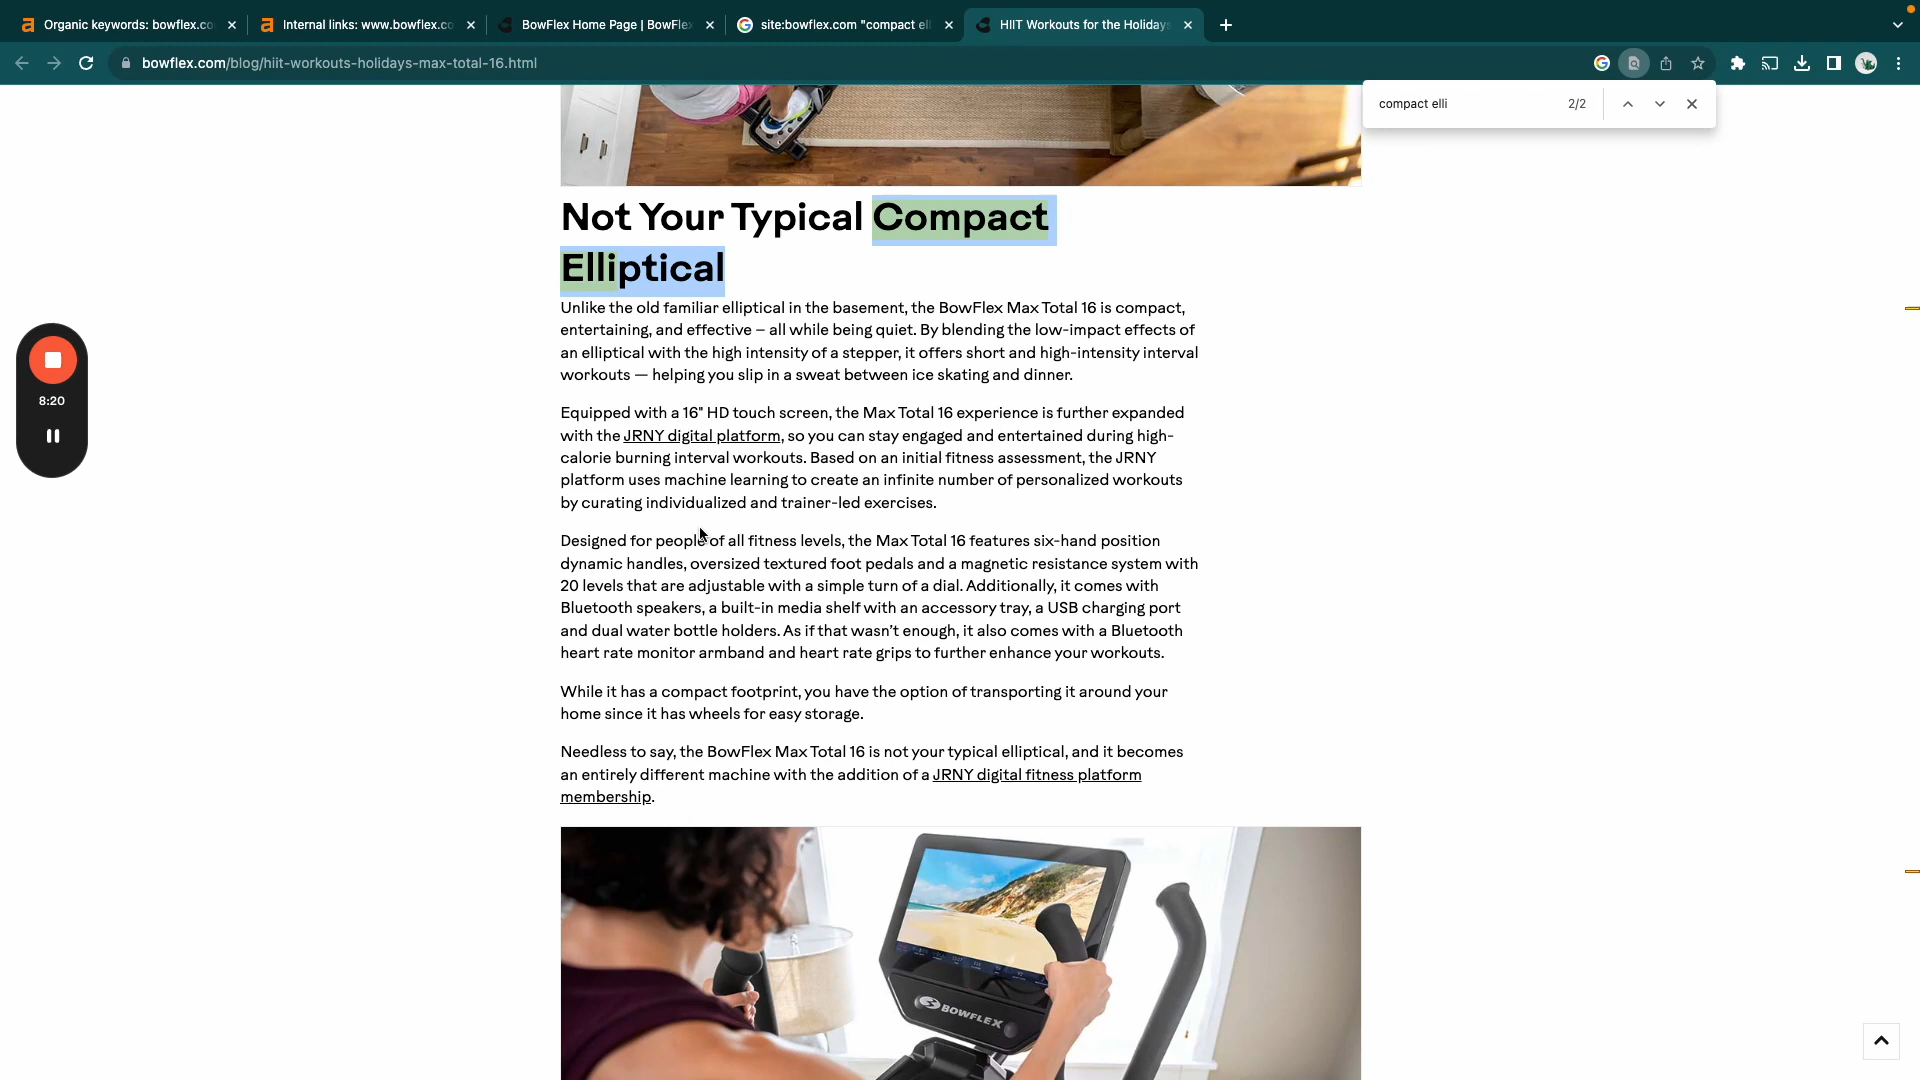 Organic keywords: bowflex.co
Internal links: www.bowflex.co
BowFlex Home Page | BowFlex
site:bowflex.com "compact elli
HIIT Workouts for the Holidays
bowflex.com/blog/hiit-workouts-holidays-max-total-16.html
compact elli
2/2
8:20
Not Your Typical Compact
Elliptical
Unlike the old familiar elliptical in the basement, the BowFlex Max Total 16 is compact,
entertaining, and effective – all while being quiet. By blending the low-impact effects of
an elliptical with the high intensity of a stepper, it offers short and high-intensity interval
workouts — helping you slip in a sweat between ice skating and dinner.
Equipped with a 16" HD touch screen, the Max Total 16 experience is further expanded
with the JRNY digital platform, so you can stay engaged and entertained during high-
calorie burning interval workouts. Based on an initial fitness assessment, the JRNY
platform uses machine learning to create an infinite number of personalized workouts
by curating individualized and trainer-led exercises.
Designed for people of all fitness levels, the Max Total 16 features six-hand position
dynamic handles, oversized textured foot pedals and a magnetic resistance system with
20 levels that are adjustable with a simple turn of a dial. Additionally, it comes with
Bluetooth speakers, a built-in media shelf with an accessory tray, a USB charging port
and dual water bottle holders. As if that wasn't enough, it also comes with a Bluetooth
heart rate monitor armband and heart rate grips to further enhance your workouts.
While it has a compact footprint, you have the option of transporting it around your
home since it has wheels for easy storage.
Needless to say, the BowFlex Max Total 16 is not your typical elliptical, and it becomes
an entirely different machine with the addition of a JRNY digital fitness platform
membership.
BOWFLEX